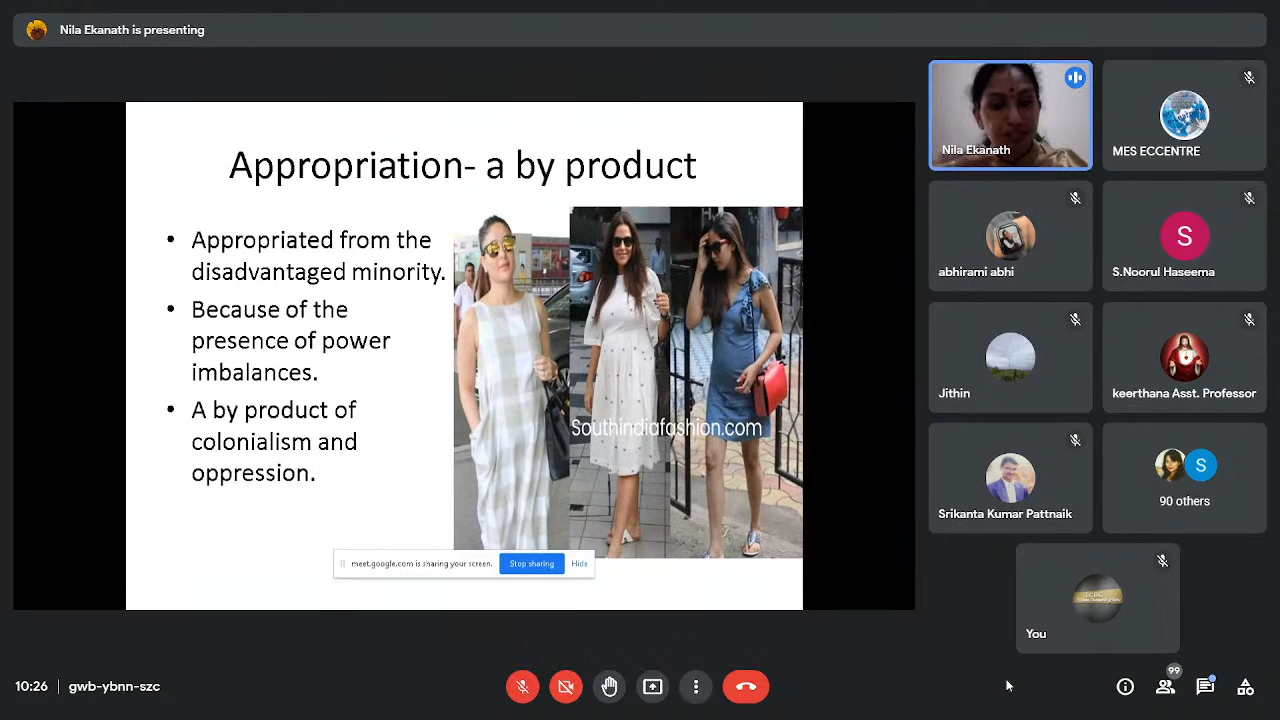 Nila Ekanath is presenting
Appropriation- a by product
• Appropriated from the
disadvantaged minority.
• Because of the
presence of power
imbalances.
• A by product of
colonialism and
oppression.
Southindiafashion.com
meet.google.com is sharing your screen.
Stop sharing
Hide
Nila Ekanath
MES ECCENTRE
abhirami abhi
S
S.Noorul Haseema
Jithin
keerthana Asst. Professor
Srikanta Kumar Pattnaik
S
90 others
You
10:26 | gwb-ybnn-szc
99